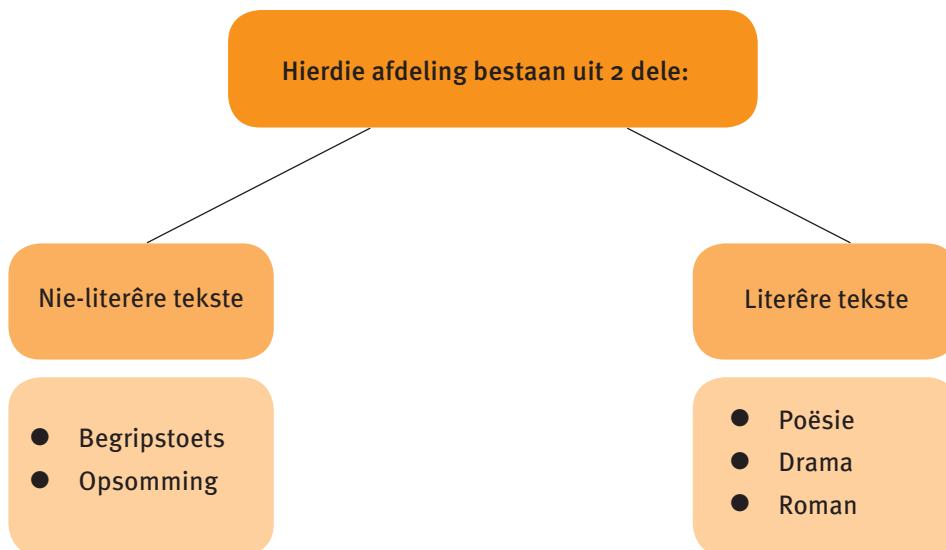 Hierdie afdeling bestaan uit 2 dele:
Nie-literêre tekste
● Begripstoets
● Opsomming
Literêre tekste
● Poësie
● Drama
● Roman